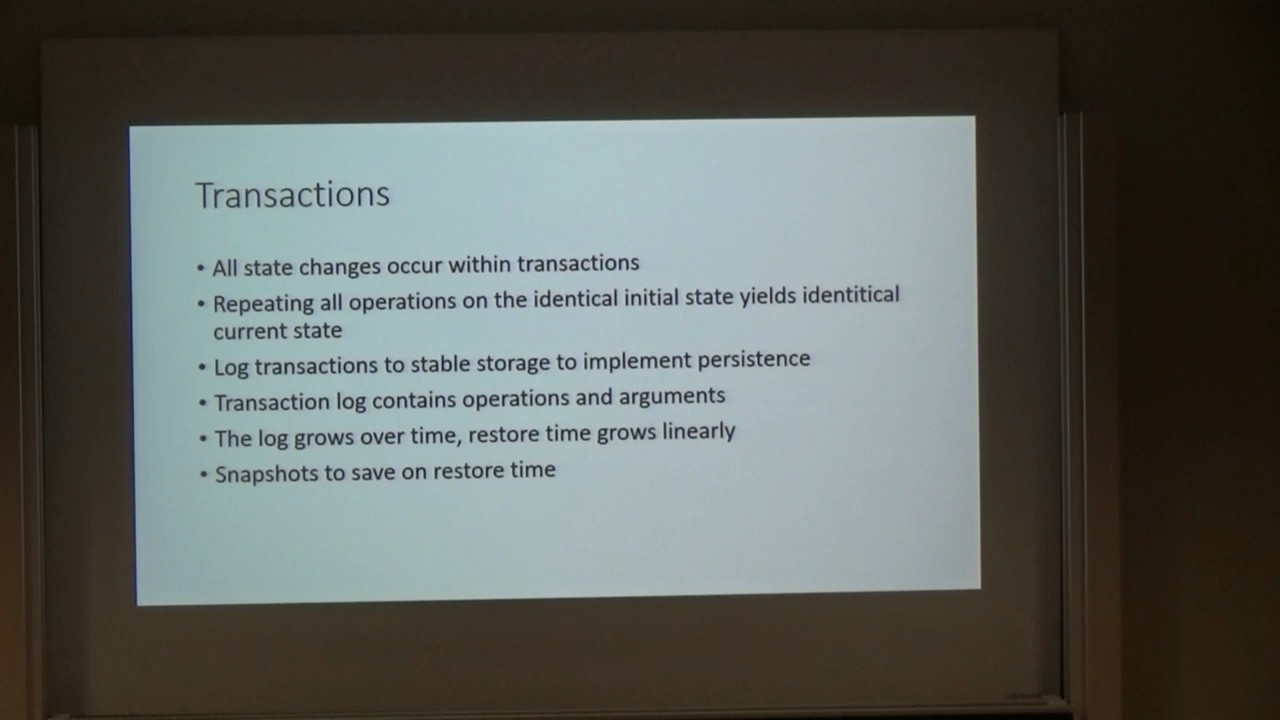 Transactions
• All state changes occur within transactions
• Repeating all operations on the identical initial state yields identitical
current state
• Log transactions to stable storage to implement persistence
• Transaction log contains operations and arguments
• The log grows over time, restore time grows linearly
• Snapshots to save on restore time